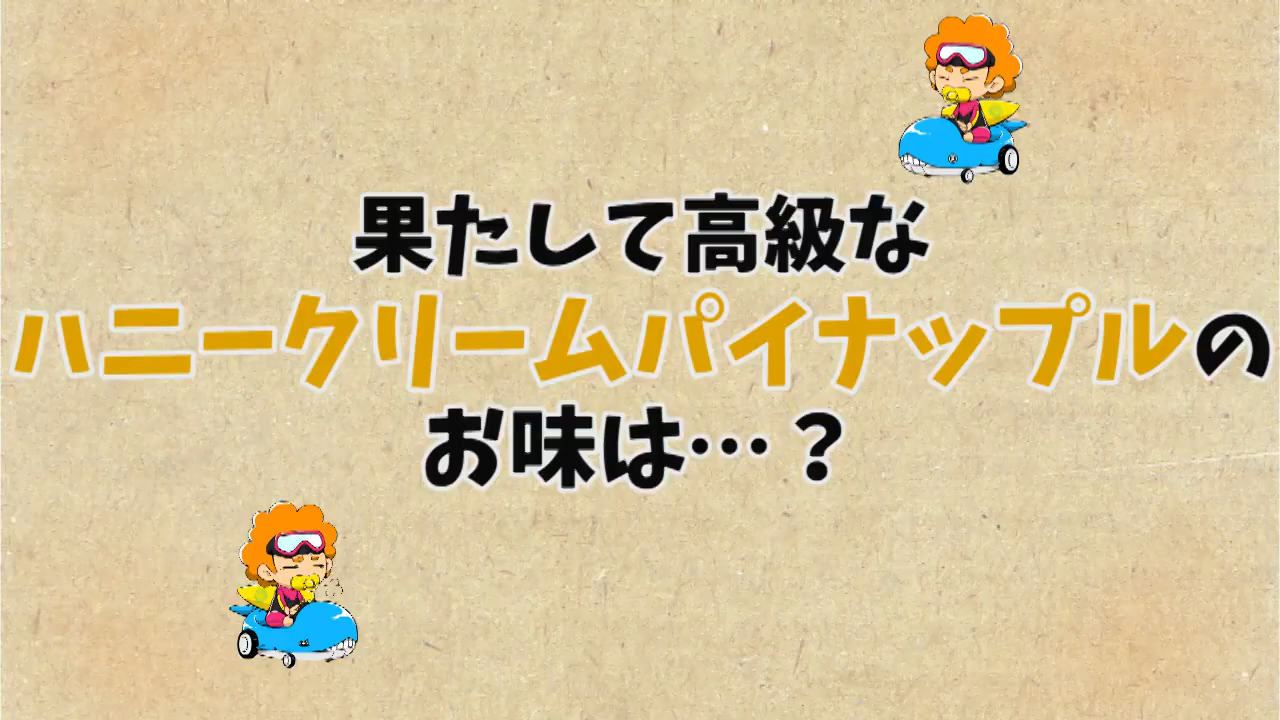 果たして高級な
ハニークリームパイナップルの
お味は…？